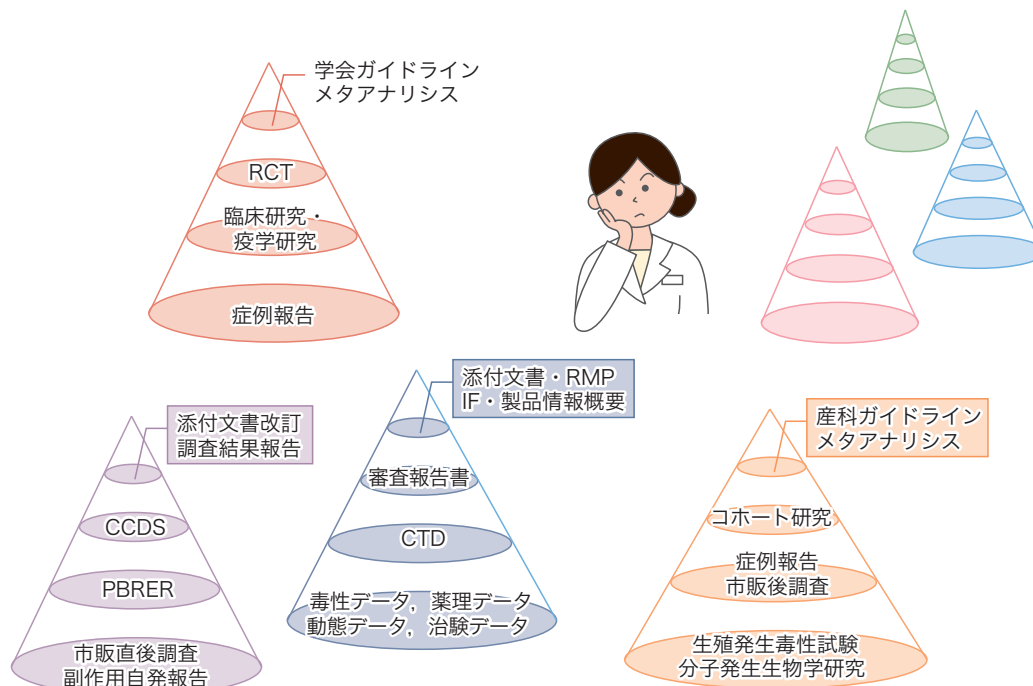 学会ガイドライン
メタアナリシス
RCT
臨床研究・
疫学研究
症例報告
添付文書改訂
調査結果報告
CCDS
PBRER
市販直後調査
副作用自発報告
添付文書・RMP
IF・製品情報概要
審査報告書
CTD
毒性データ，薬理データ
動態データ，治験データ
産科ガイドライン
メタアナリシス
コホート研究
症例報告
市販後調査
生殖発生毒性試験
分子発生生物学研究